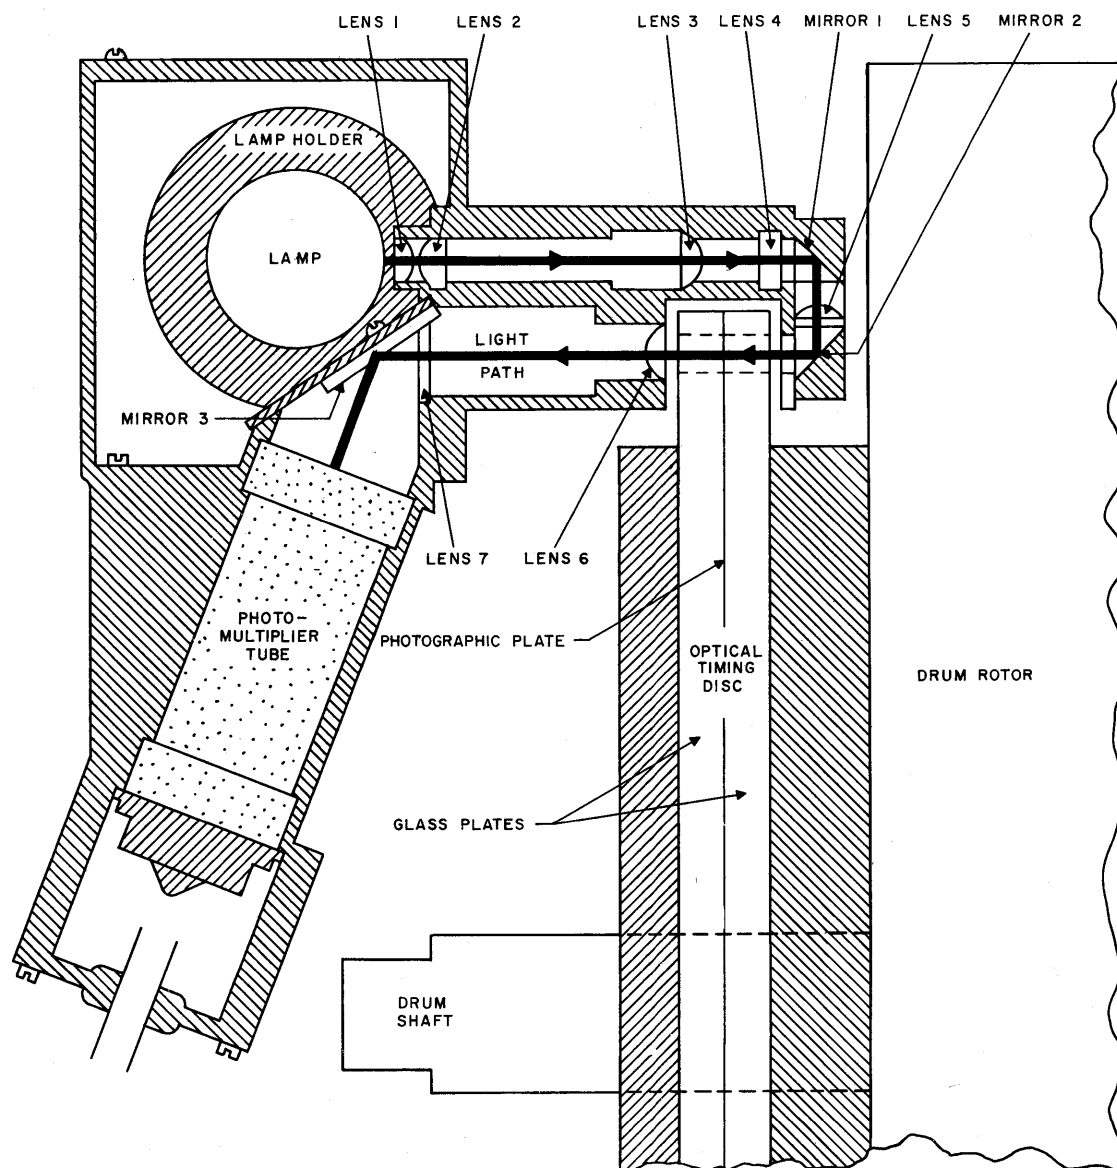 LENS 1
LENS 2
LENS 3
LENS 4
MIRROR 1
LENS 5
MIRROR 2
LAMP HOLDER
LAMP
LIGHT
PATH
MIRROR 3
LENS 7
LENS 6
PHOTO-
MULTIPLIER
TUBE
PHOTOGRAPHIC PLATE
OPTICAL
TIMING
DISC
DRUM ROTOR
GLASS PLATES
DRUM
SHAFT